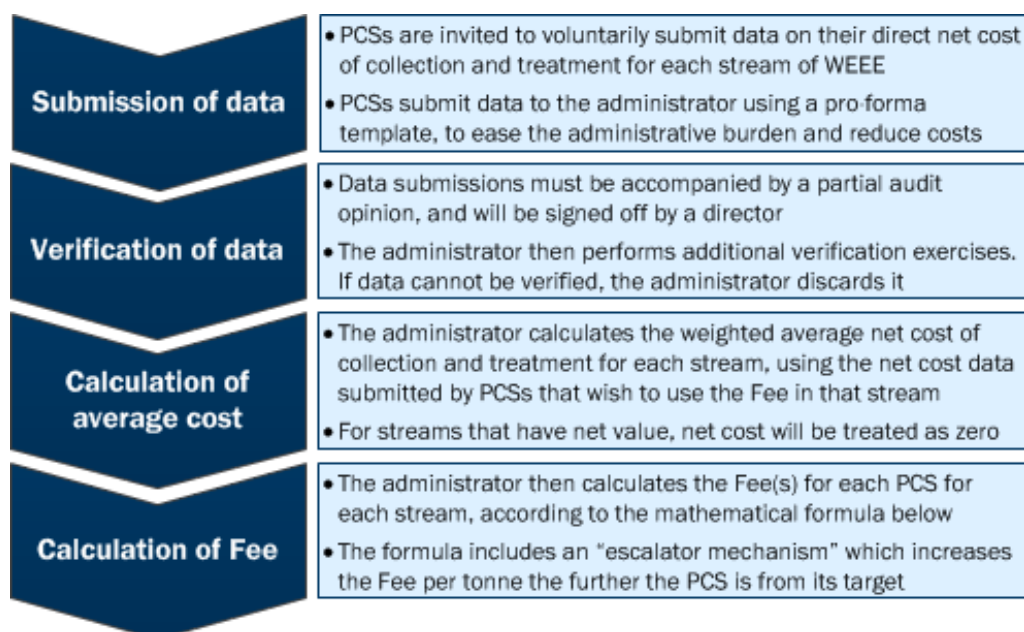 Submission of data
• PCSs are invited to voluntarily submit data on their direct net cost
of collection and treatment for each stream of WEEE
• PCSs submit data to the administrator using a pro-forma
template, to ease the administrative burden and reduce costs
Verification of data
• Data submissions must be accompanied by a partial audit
opinion, and will be signed off by a director
• The administrator then performs additional verification exercises.
If data cannot be verified, the administrator discards it
Calculation of
average cost
• The administrator calculates the weighted average net cost of
collection and treatment for each stream, using the net cost data
submitted by PCSs that wish to use the Fee in that stream
• For streams that have net value, net cost will be treated as zero
Calculation of Fee
• The administrator then calculates the Fee(s) for each PCS for
each stream, according to the mathematical formula below
• The formula includes an “escalator mechanism” which increases
the Fee per tonne the further the PCS is from its target